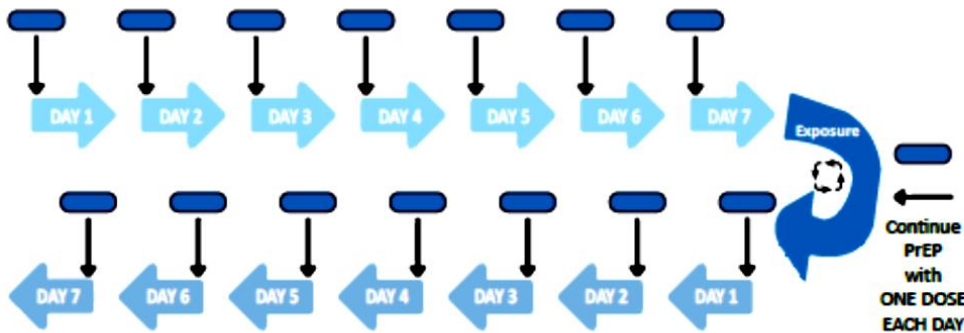 DAY 1 DAY 2 DAY 3 DAY 4 DAY 5 DAY 6 DAY 7
Exposure
Continue
PrEP
with
ONE DOSE
EACH DAY
DAY 7 DAY 6 DAY 5 DAY 4 DAY 3 DAY 2 DAY 1